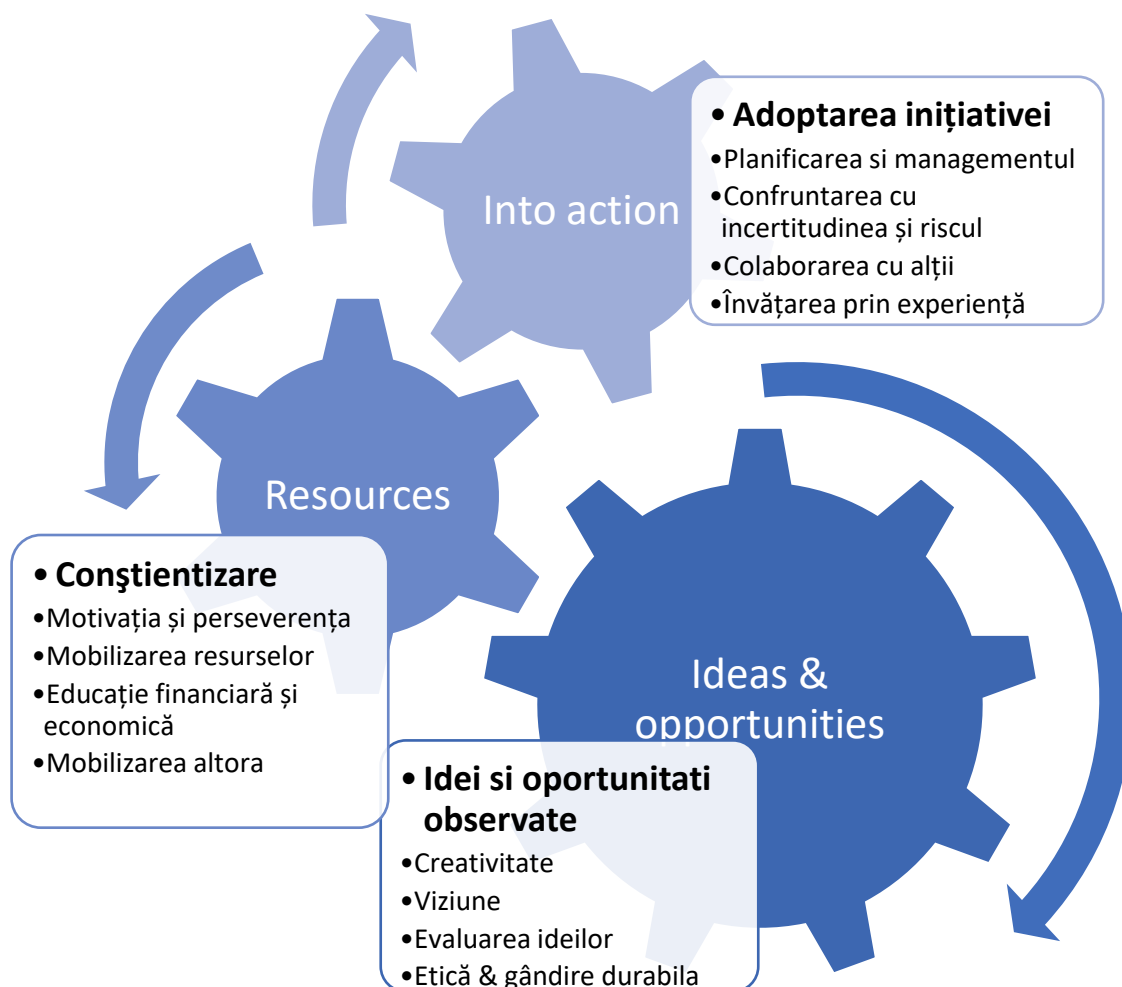 Into action
• Adoptarea inițiativei
•Planificarea si managementul
•Confruntarea cu
incertitudinea și riscul
•Colaborarea cu alții
•Învățarea prin experiență
Resources
• Conştientizare
•Motivația și perseverența
•Mobilizarea resurselor
•Educație financiară și
economică
•Mobilizarea altora
Ideas &
opportunities
• Idei si oportunitati
observate
•Creativitate
•Viziune
•Evaluarea ideilor
•Etică & gândire durabila